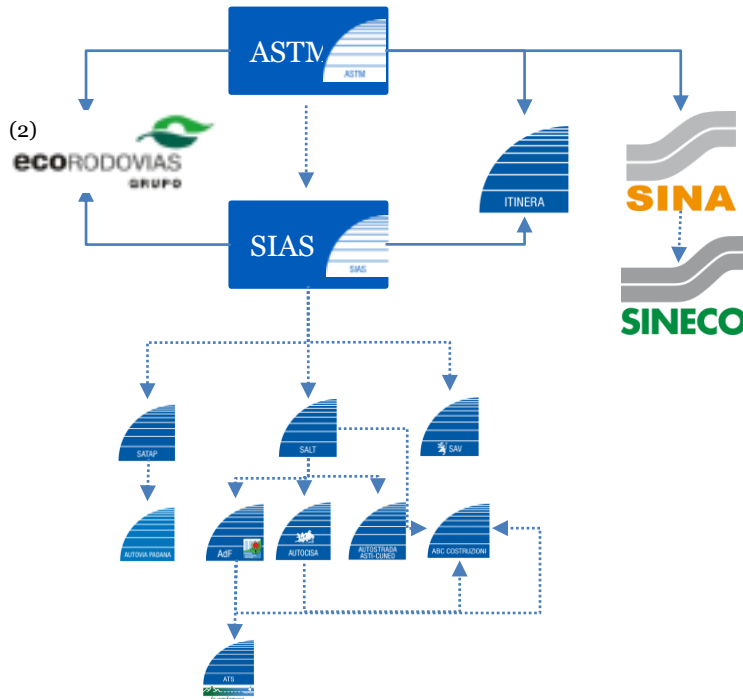 ASTM
ASTM
(2)
ecoRODOVIAS
GRUPO
ITINERA
SINA
SIAS
SIAS
SINECO
SATAP
SALT
SAV
AUTOVIA PADANA
AdF
AUTOCISA
AUTOSTRADA
ASTI-CUNEO
ABC COSTRUZIONI
ATS